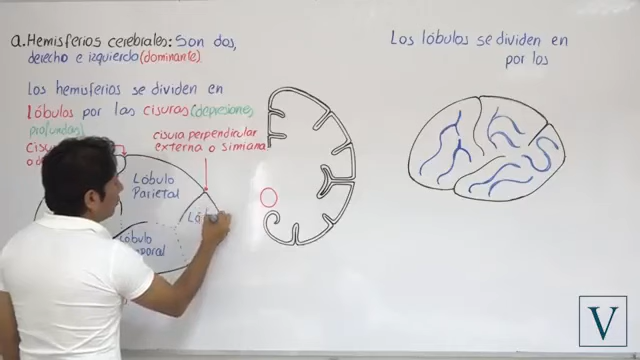 a. Hemisferios cerebrales: Son dos,
derecho e izquierdo (dominante).
Los hemisferios se dividen en
Lóbulos por las cisuras (depresiones
profundas)
cisura perpendicular
externa o simiana
Lóbulo
Parietal
Lóbulo
Los lóbulos se dividen en
por los
V